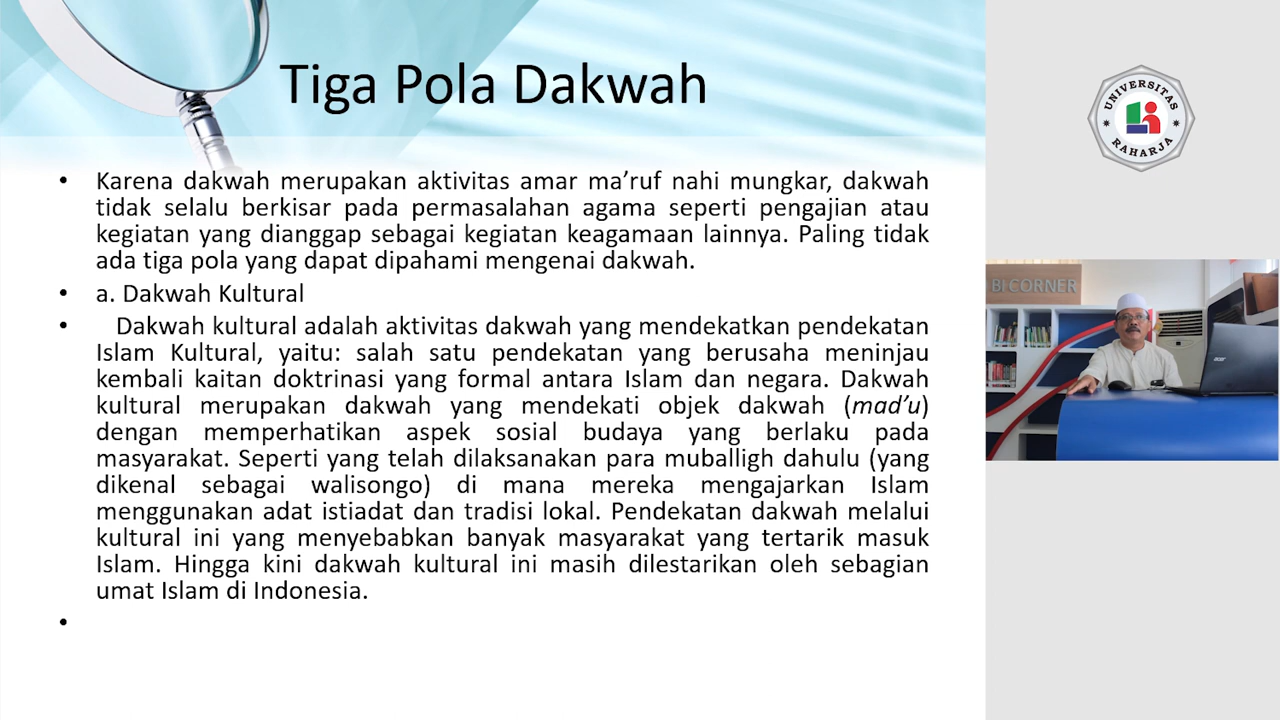 Tiga Pola Dakwah
• Karena dakwah merupakan aktivitas amar ma’ruf nahi mungkar, dakwah
tidak selalu berkisar pada permasalahan agama seperti pengajian atau
kegiatan yang dianggap sebagai kegiatan keagamaan lainnya. Paling tidak
ada tiga pola yang dapat dipahami mengenai dakwah.
• a. Dakwah Kultural
• Dakwah kultural adalah aktivitas dakwah yang mendekatkan pendekatan
Islam Kultural, yaitu: salah satu pendekatan yang berusaha meninjau
kembali kaitan doktrinasi yang formal antara Islam dan negara. Dakwah
kultural merupakan dakwah yang mendekati objek dakwah (mad’u)
dengan memperhatikan aspek sosial budaya yang berlaku pada
masyarakat. Seperti yang telah dilaksanakan para muballigh dahulu (yang
dikenal sebagai walisongo) di mana mereka mengajarkan Islam
menggunakan adat istiadat dan tradisi lokal. Pendekatan dakwah melalui
kultural ini yang menyebabkan banyak masyarakat yang tertarik masuk
Islam. Hingga kini dakwah kultural ini masih dilestarikan oleh sebagian
umat Islam di Indonesia.
•
UNIVERSITAS
RAHARJA
BI CORNER
acer